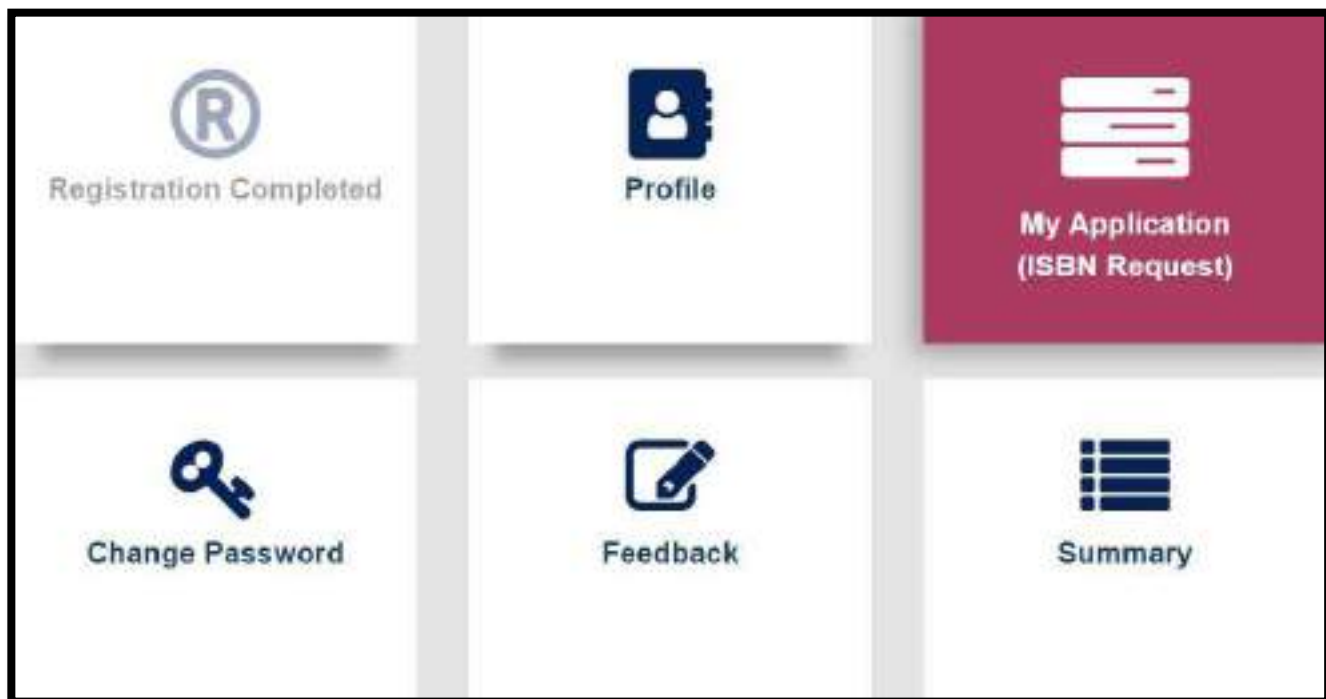 R
Registration Completed
Profile
My Application
(ISBN Request)
Change Password
Feedback
Summary